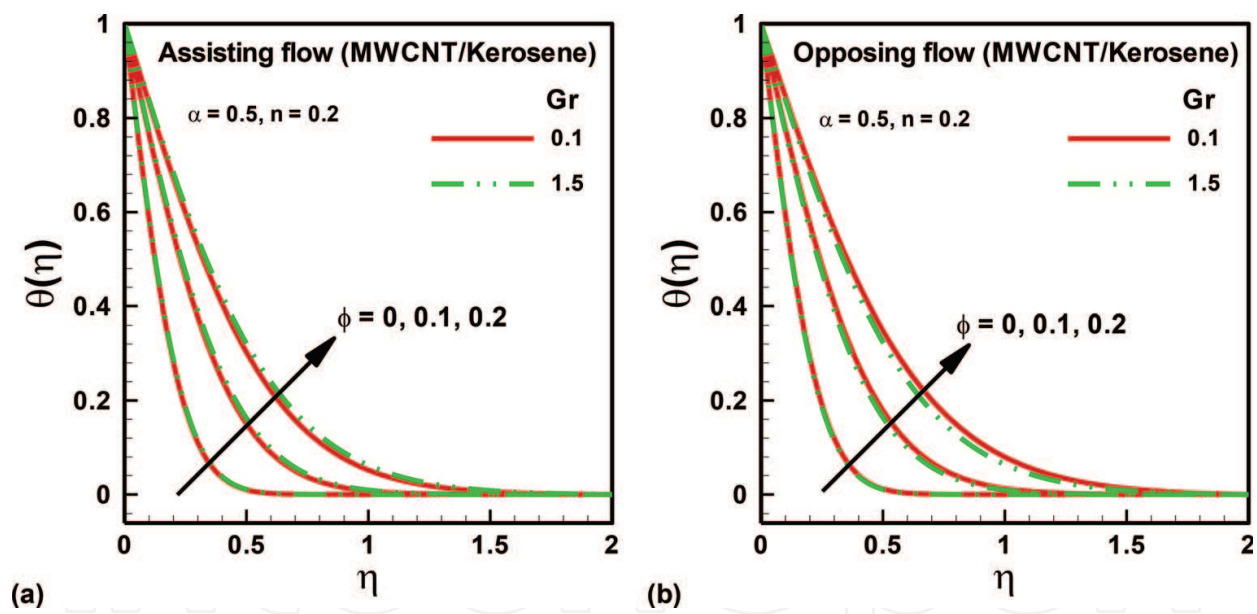 Assisting flow (MWCNT/Kerosene)
α = 0.5, n = 0.2
Gr
0.1
1.5
ϕ = 0, 0.1, 0.2
θ(η)
1
0.8
0.6
0.4
0.2
0
0 0.5 1 1.5 2
η
(a)
Opposing flow (MWCNT/Kerosene)
α = 0.5, n = 0.2
Gr
0.1
1.5
ϕ = 0, 0.1, 0.2
θ(η)
1
0.8
0.6
0.4
0.2
0
0 0.5 1 1.5 2
η
(b)